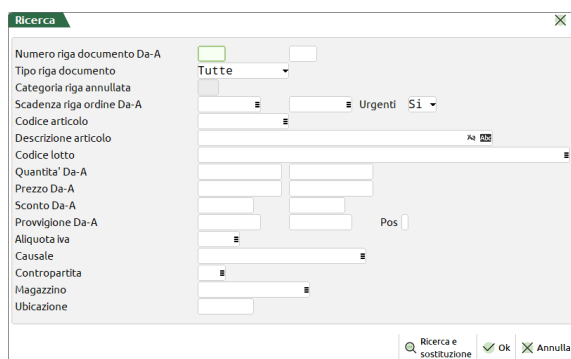 Ricerca
Numero riga documento Da-A
Tipo riga documento Tutte
Categoria riga annullata
Scadenza riga ordine Da-A Urgenti Si
Codice articolo
Descrizione articolo Abc
Codice lotto
Quantita' Da-A
Prezzo Da-A
Sconto Da-A
Provvigione Da-A Pos
Aliquota iva
Causale
Contropartita
Magazzino
Ubicazione
Ricerca e
sostituzione Ok Annulla